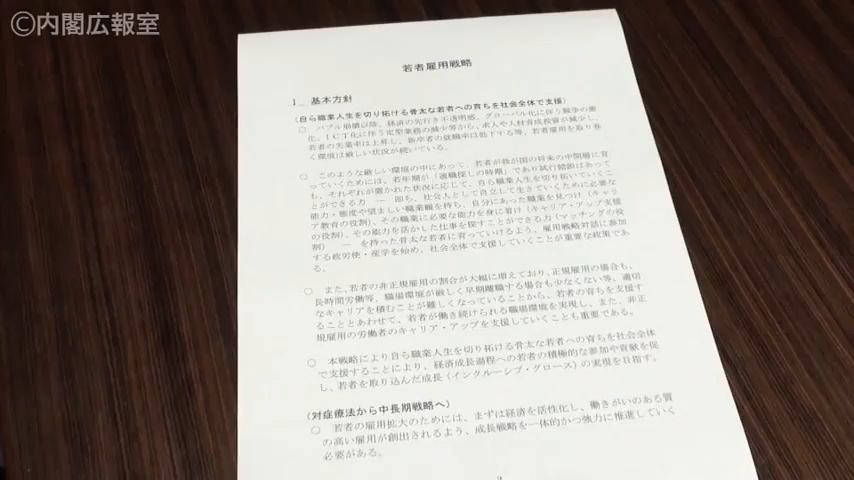 ©内閣広報室
若者雇用戦略
1 基本方針
(自ら職業人生を切り拓ける骨太な若者への育ちを社会全体で支援)
○ バブル崩壊以降、経済の先行き不透明感、グローバル化に伴う競争の激
化、ICT化に伴う定型業務の減少等から、求人や人材育成投資が減少し、
若者の失業率は上昇し、新卒者の就職率は低下する等、若者雇用を取り巻
く環境は厳しい状況が続いている。
○ このような厳しい環境の中にあって、若者が我が国の将来の中間層に育
っていくためには、若年期が「適職探しの時期」であり試行錯誤はあって
も、それぞれが置かれた状況に応じて、自ら職業人生を切り拓いていくこ
とができる力 ― 即ち、社会人として自立して生きていくために必要な
能力・態度や望ましい職業観を持ち、自分にあった職業を見つけ(キャリ
ア教育の役割)、その職業に必要な能力を身に着け(キャリア・アップ支援
の役割)、その能力を活かした仕事を探すことができる力(マッチングの役
割) ― を持った骨太な若者に育っていけるよう、雇用戦略対話に参加
する政労使・産学を始め、社会全体で支援していくことが重要な政策であ
る。
○ また、若者の非正規雇用の割合が大幅に増えており、正規雇用の場合も、
長時間労働等、職場環境が厳しく早期離職する場合も少なくない等、適切
なキャリアを積むことが難しくなっていることから、若者の育ちを支援す
ることとあわせて、若者が働き続けられる職場環境を実現し、また、非正
規雇用の労働者のキャリア・アップを支援していくことも重要である。
○ 本戦略により自ら職業人生を切り拓ける骨太な若者への育ちを社会全体
で支援することにより、経済成長過程への若者の積極的な参加や貢献を促
し、若者を取り込んだ成長(インクルーシブ・グロース)の実現を目指す。
(対症療法から中長期戦略へ)
○ 若者の雇用拡大のためには、まずは経済を活性化し、働きがいのある質
の高い雇用が創出されるよう、成長戦略を一体的かつ強力に推進していく
必要がある。